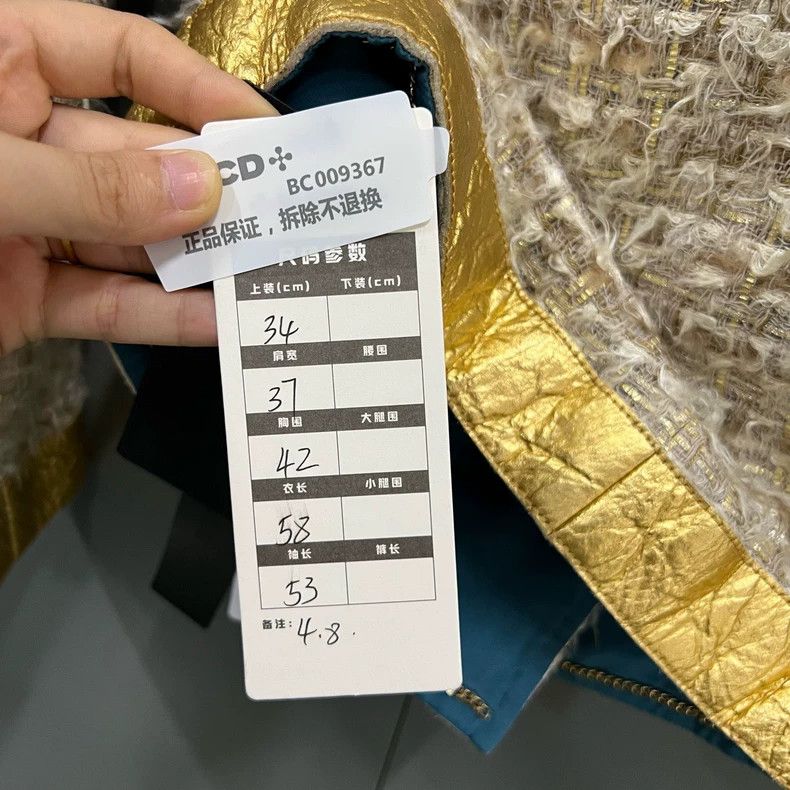 CD
BC009367
正品保证，拆除不退换
尺码参数
上装(cm) 下装(cm)
34
肩宽 腰围
37
胸围 大腿围
42
衣长 小腿围
58
袖长 裤长
53
备注: 4.8.